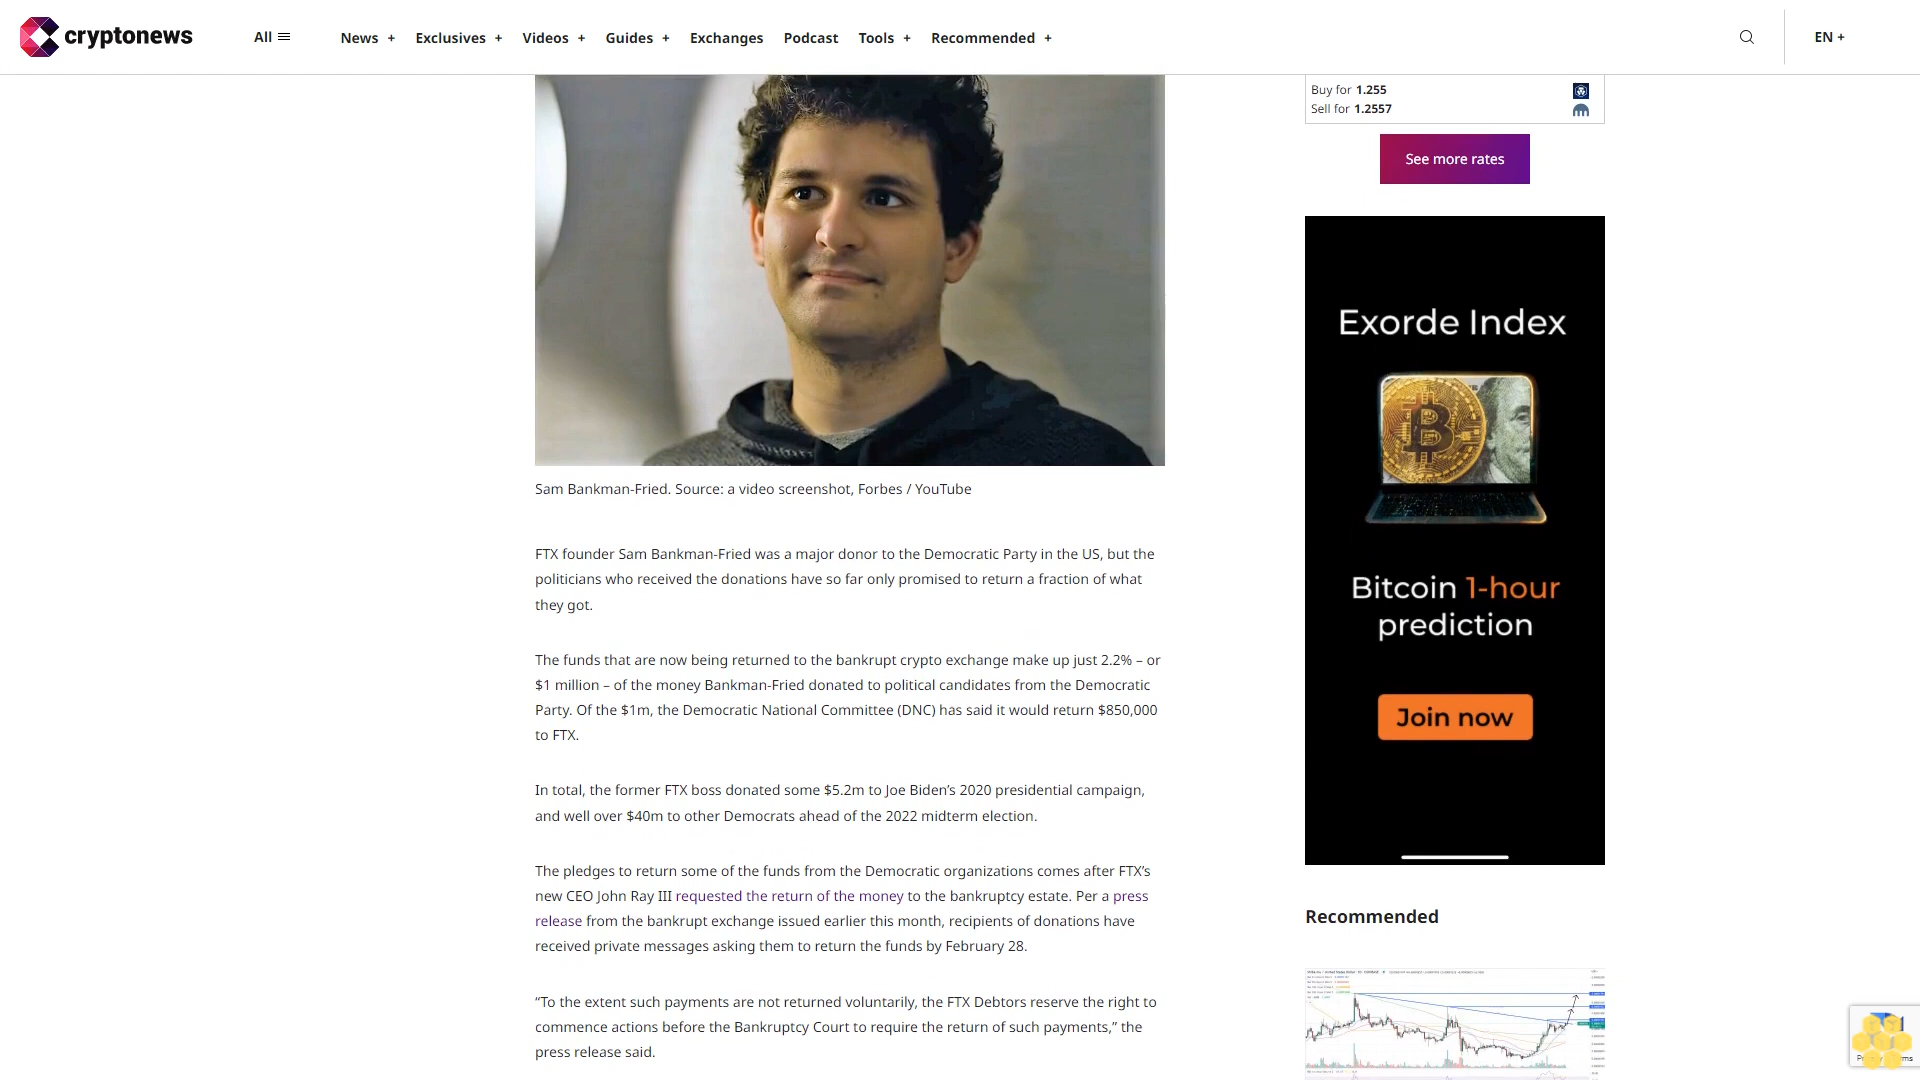 cryptonews
All
News +
Exclusives +
Videos +
Guides +
Exchanges
Podcast
Tools +
Recommended +
EN +
Sam Bankman-Fried. Source: a video screenshot, Forbes / YouTube
FTX founder Sam Bankman-Fried was a major donor to the Democratic Party in the US, but the
politicians who received the donations have so far only promised to return a fraction of what
they got.
The funds that are now being returned to the bankrupt crypto exchange make up just 2.2% – or
$1 million – of the money Bankman-Fried donated to political candidates from the Democratic
Party. Of the $1m, the Democratic National Committee (DNC) has said it would return $850,000
to FTX.
In total, the former FTX boss donated some $5.2m to Joe Biden’s 2020 presidential campaign,
and well over $40m to other Democrats ahead of the 2022 midterm election.
The pledges to return some of the funds from the Democratic organizations comes after FTX’s
new CEO John Ray III requested the return of the money to the bankruptcy estate. Per a press
release from the bankrupt exchange issued earlier this month, recipients of donations have
received private messages asking them to return the funds by February 28.
“To the extent such payments are not returned voluntarily, the FTX Debtors reserve the right to
commence actions before the Bankruptcy Court to require the return of such payments,” the
press release said.
Buy for 1.255
Sell for 1.2557
See more rates
Exorde Index
Bitcoin 1-hour
prediction
Join now
Recommended